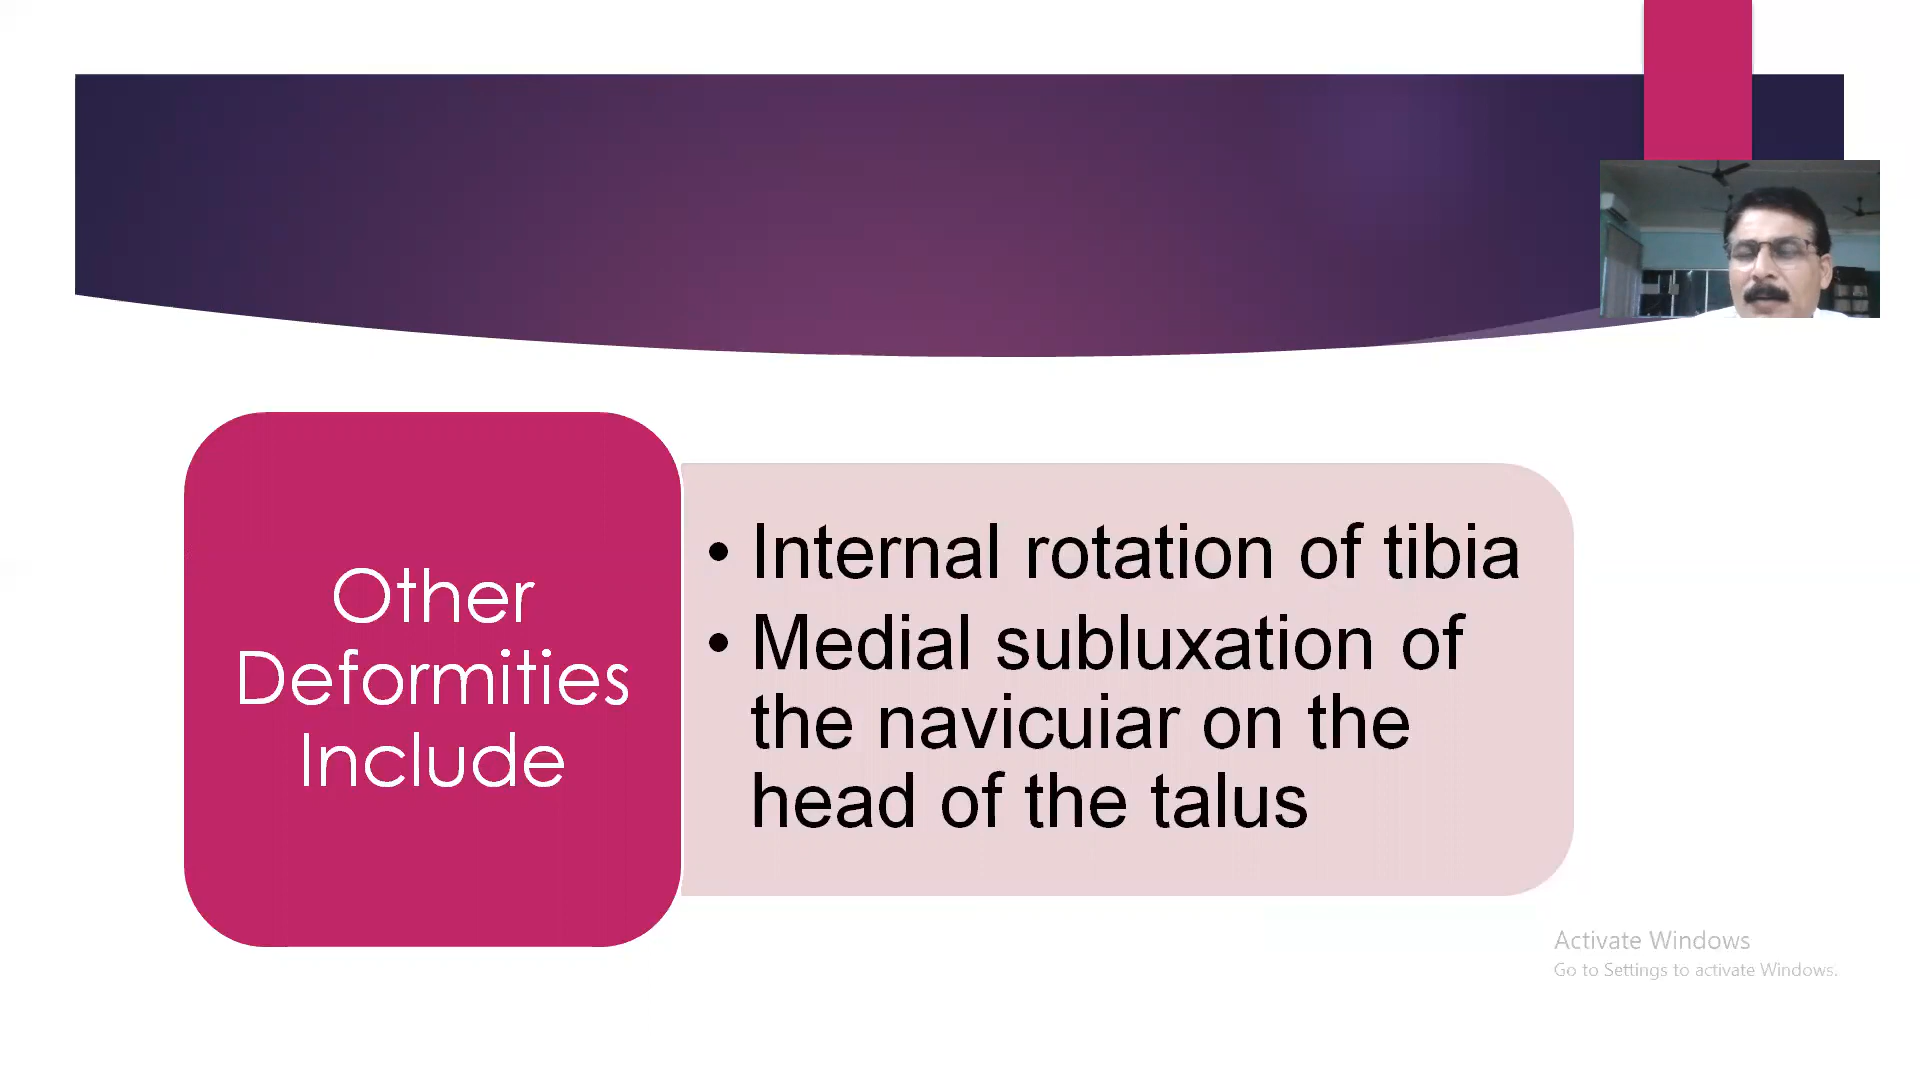 Other
Deformities
Include
• Internal rotation of tibia
• Medial subluxation of
the navicuiar on the
head of the talus
Activate Windows
Go to Settings to activate Windows.